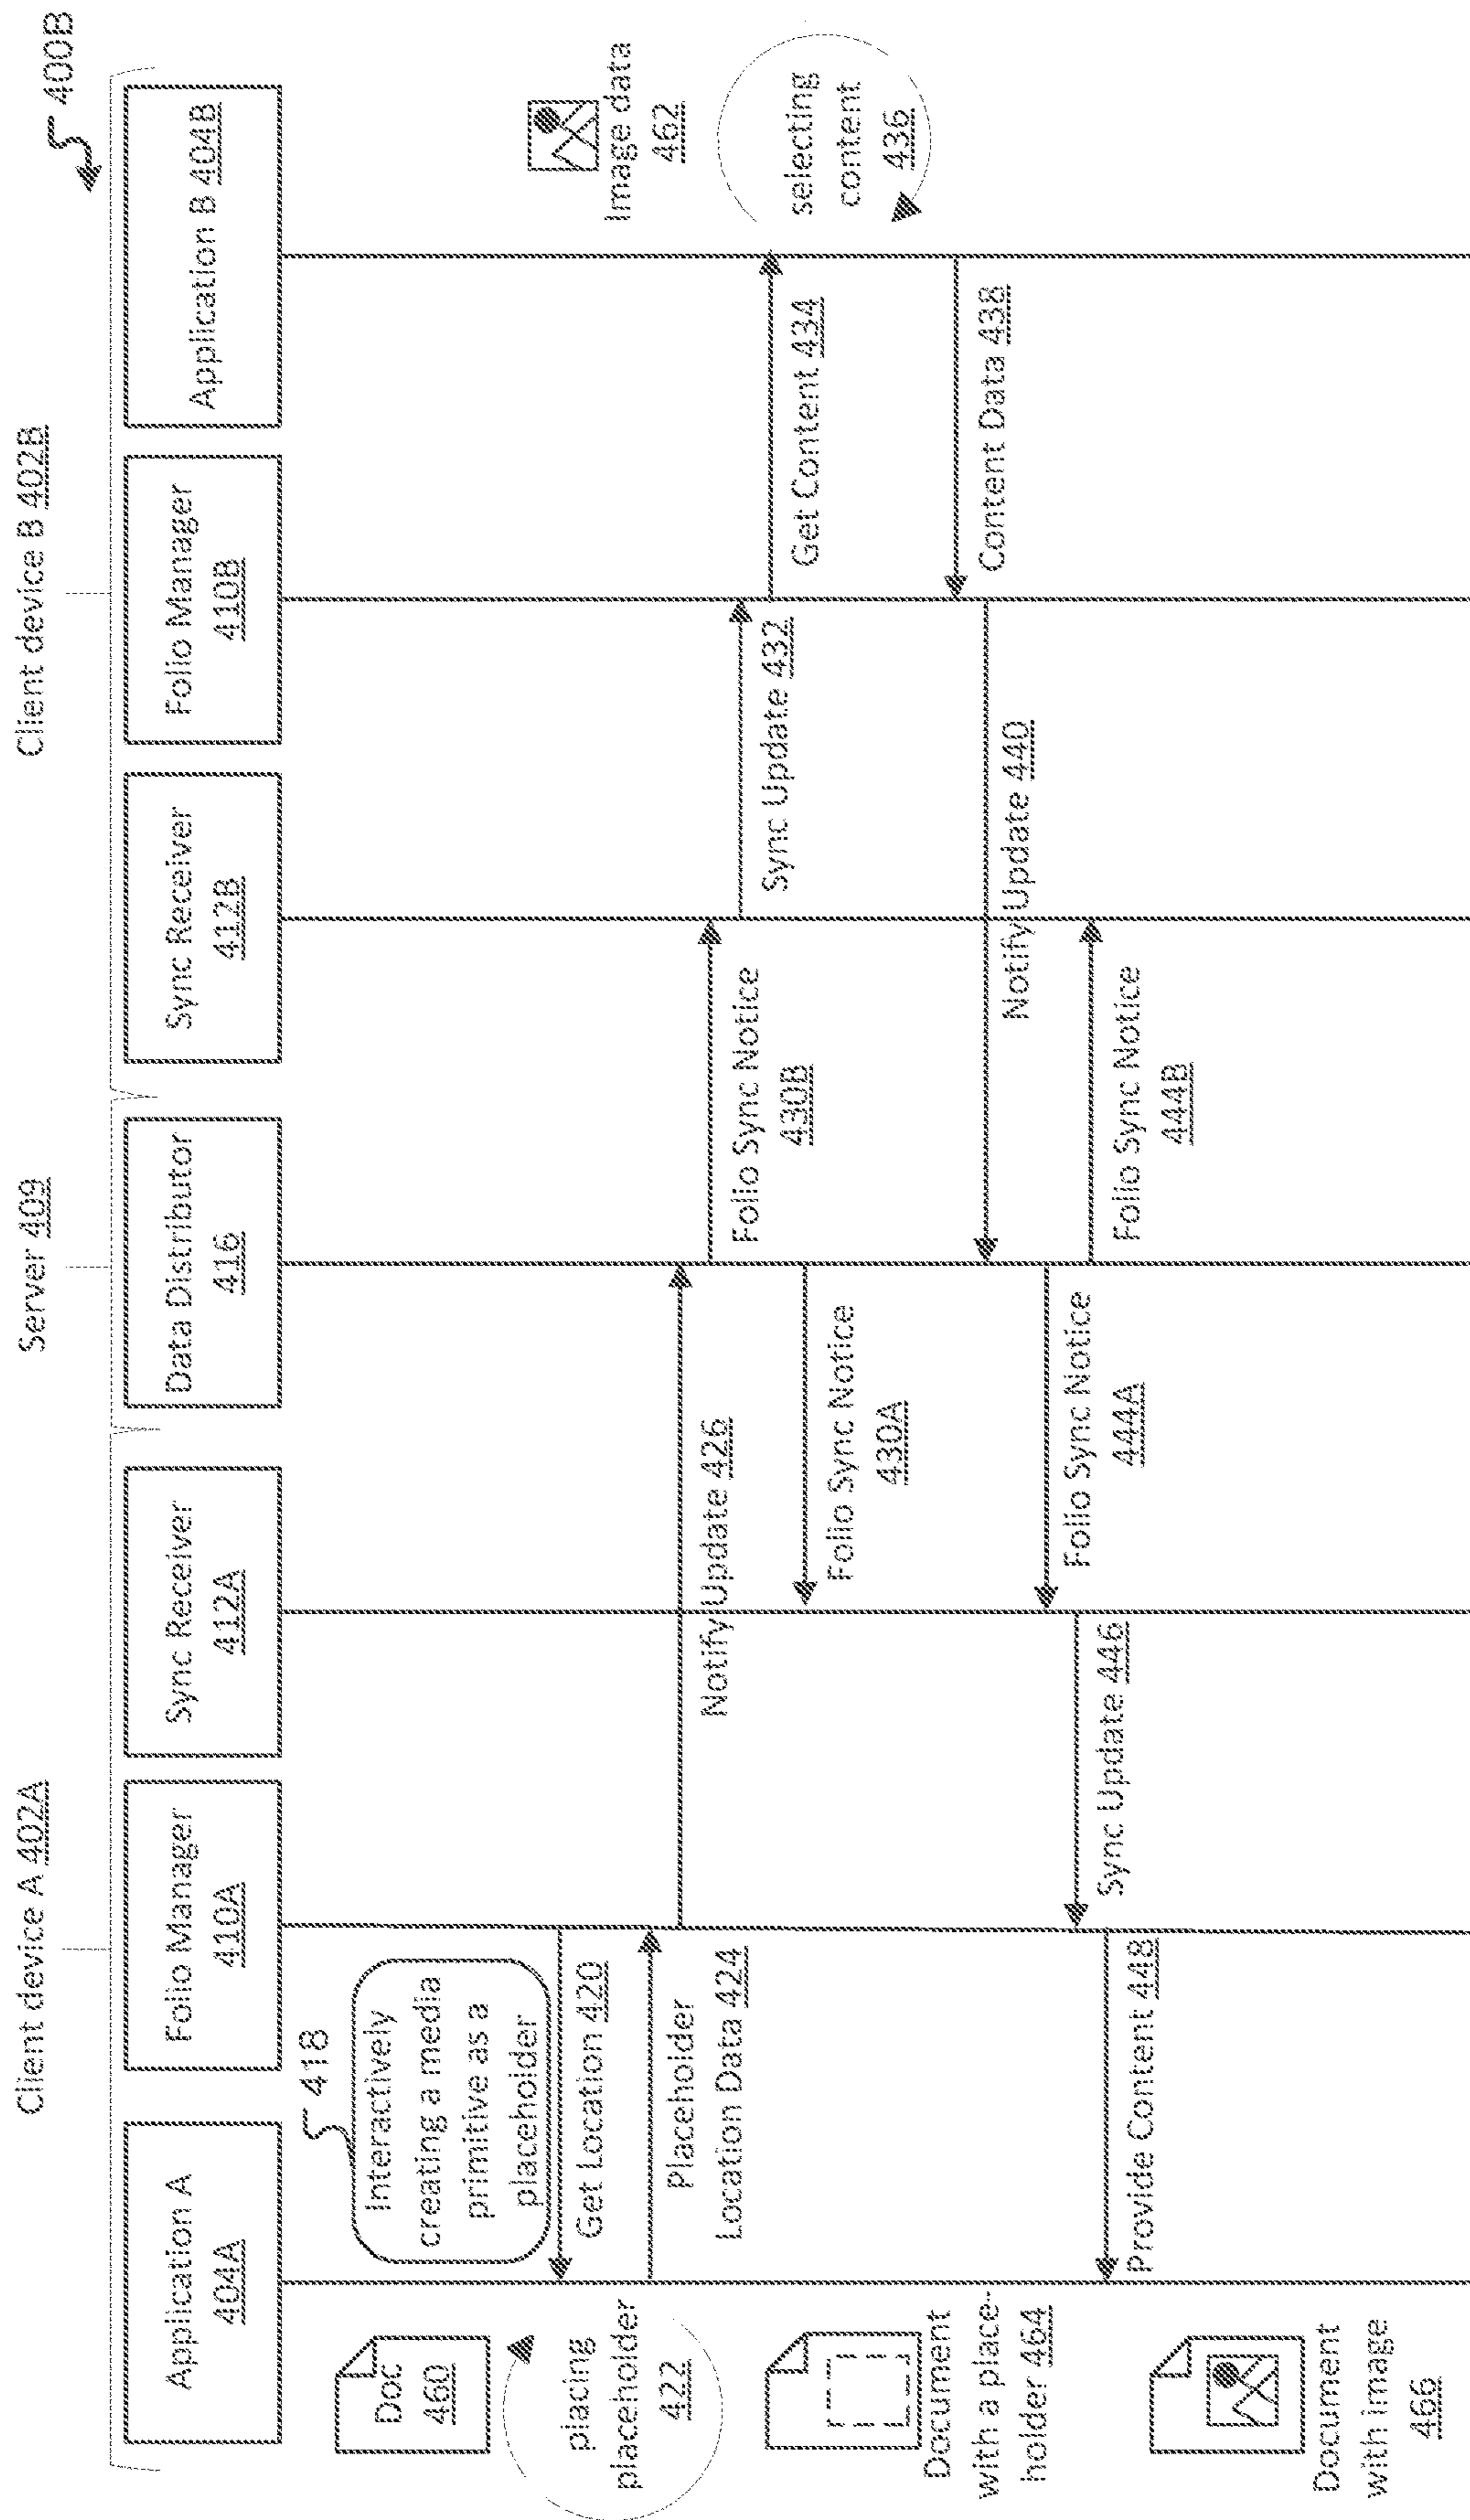 400B
Client device A 402A
Server 409
Client device B 402B
Application A
404A
Folio Manager
410A
Sync Receiver
412A
Data Distributor
416
Sync Receiver
412B
Folio Manager
410B
Application B 404B
418
Interactively
creating a media
primitive as a
placeholder
Doc
460
Get Location 420
placing
placeholder
422
Placeholder
Location Data 424
Notify Update 426
Folio Sync Notice
430B
Sync Update 432
Get Content 434
Image data
462
selecting
content
436
Folio Sync Notice
430A
Content Data 438
Notify Update 440
Document
with a place-
holder 464
Folio Sync Notice
444A
Folio Sync Notice
444B
Sync Update 446
Provide Content 448
Document
with image
466